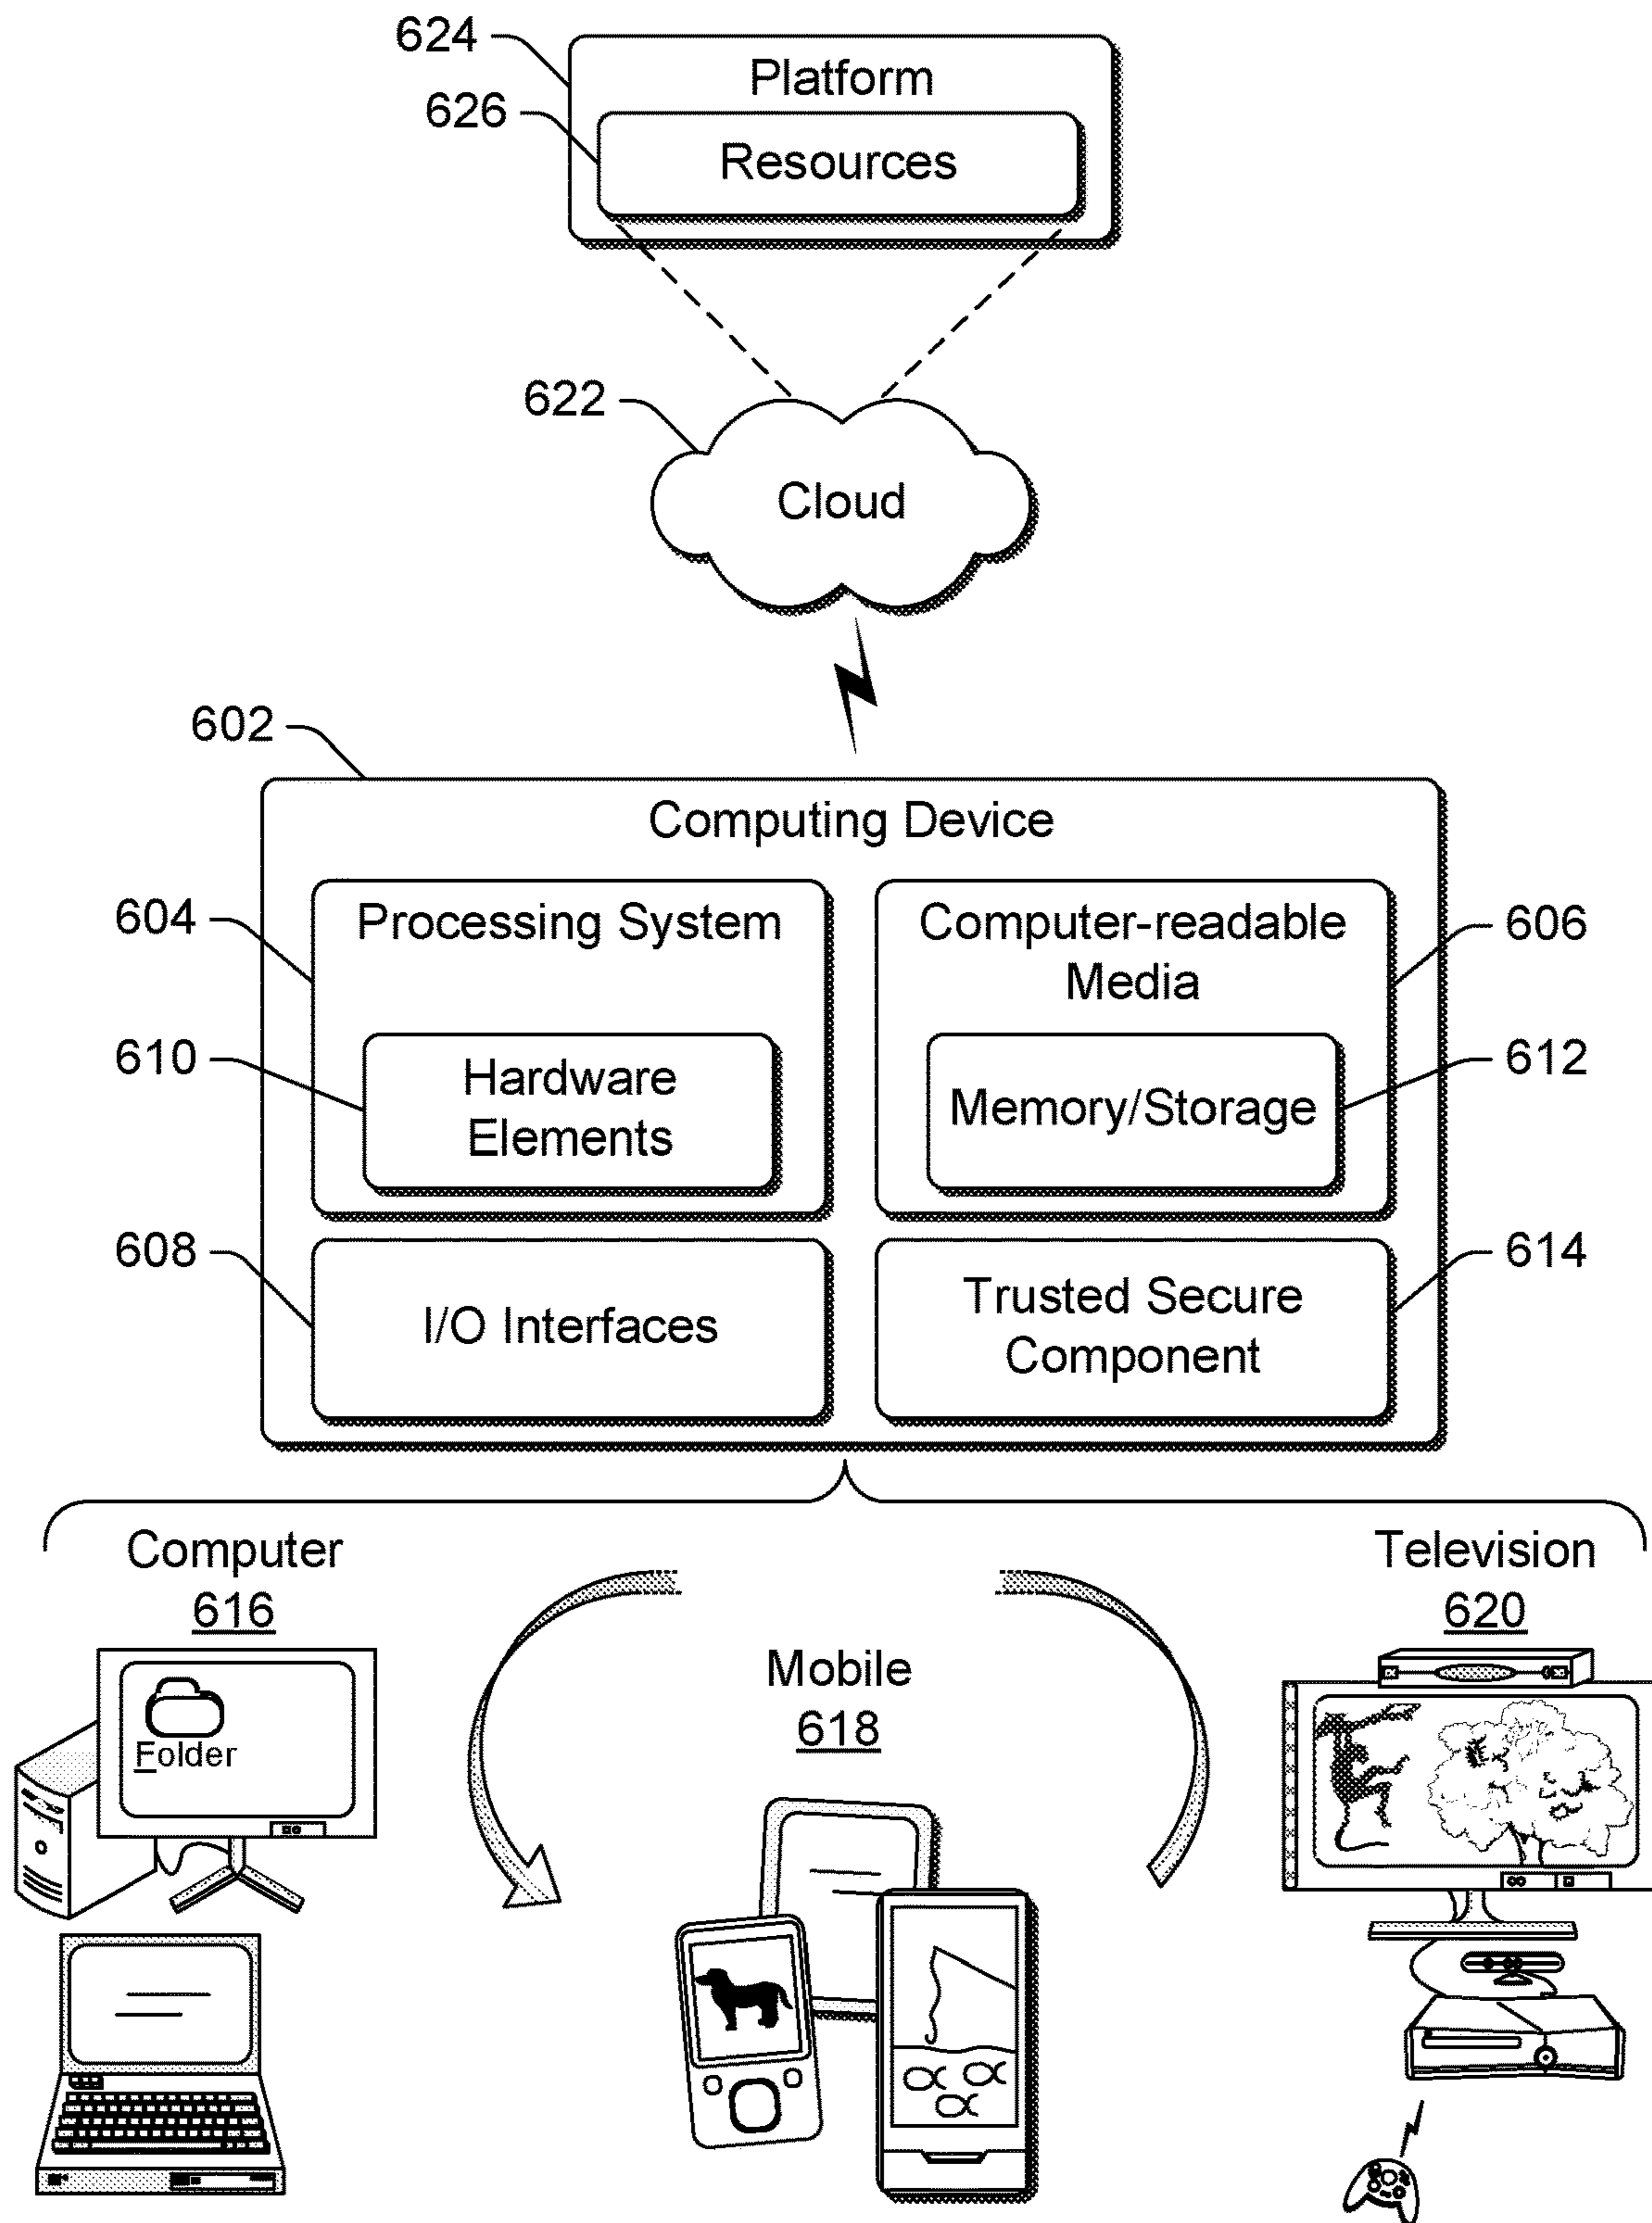 624
Platform
626
Resources
622
Cloud
602
Computing Device
604
Processing System
Computer-readable
Media
606
610
Hardware
Elements
Memory/Storage
612
608
I/O Interfaces
Trusted Secure
Component
614
Computer
616
Mobile
618
Television
620
Folder